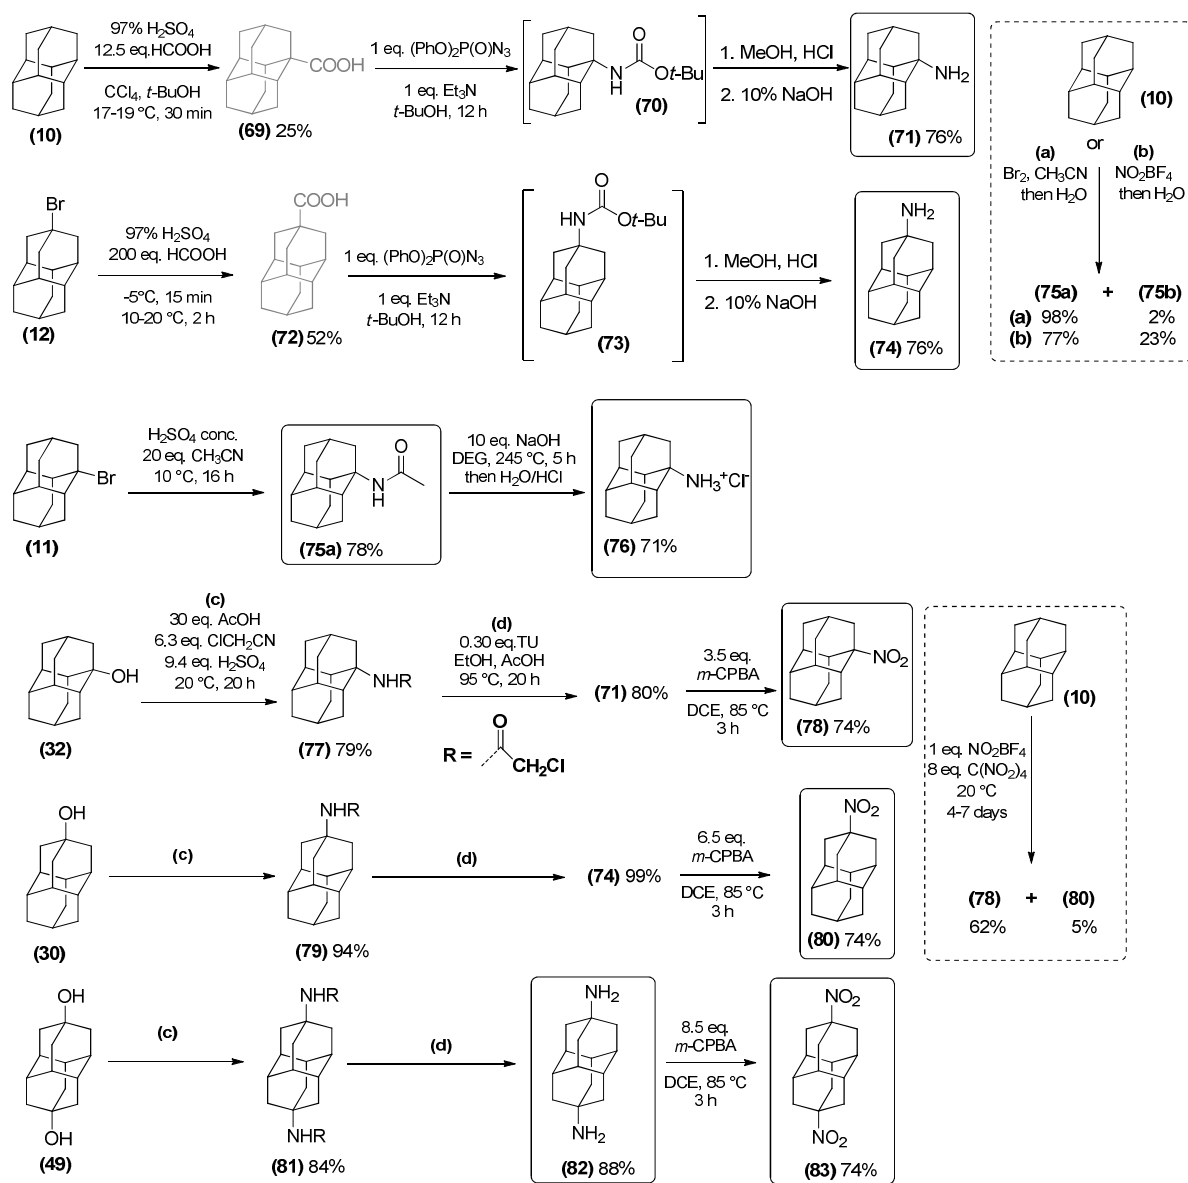 97% H2SO4
12.5 eq.HCOOH
CCl4, t-BuOH
17-19 °C, 30 min
(10)
COOH
(69) 25%
1 eq. (PhO)2P(O)N3
1 eq. Et3N
t-BuOH, 12 h
O
N
H
Ot-Bu
(70)
1. MeOH, HCl
2. 10% NaOH
NH2
(71) 76%
(10)
or
(a)
Br2, CH3CN
then H2O
(b)
NO2BF4
then H2O
(75a) + (75b)
(a) 98% 2%
(b) 77% 23%
Br
97% H2SO4
200 eq. HCOOH
-5°C, 15 min
10-20 °C, 2 h
(12)
COOH
(72) 52%
1 eq. (PhO)2P(O)N3
1 eq. Et3N
t-BuOH, 12 h
O
HN
Ot-Bu
(73)
1. MeOH, HCl
2. 10% NaOH
NH2
(74) 76%
Br
(11)
H2SO4 conc.
20 eq. CH3CN
10 °C, 16 h
O
N
H
(75a) 78%
10 eq. NaOH
DEG, 245 °C, 5 h
then H2O/HCl
NH3+Cl-
(76) 71%
OH
(32)
(c)
30 eq. AcOH
6.3 eq. ClCH2CN
9.4 eq. H2SO4
20 °C, 20 h
NHR
(77) 79%
(d)
0.30 eq.TU
EtOH, AcOH
95 °C, 20 h
R =
O
CH2Cl
(71) 80%
3.5 eq.
m-CPBA
DCE, 85 °C
3 h
NO2
(78) 74%
(10)
1 eq. NO2BF4
8 eq. C(NO2)4
20 °C
4-7 days
(78) + (80)
62% 5%
OH
(30)
(c)
NHR
(79) 94%
(d)
(74) 99%
6.5 eq.
m-CPBA
DCE, 85 °C
3 h
NO2
(80) 74%
OH
OH
(49)
(c)
NHR
NHR
(81) 84%
(d)
NH2
NH2
(82) 88%
8.5 eq.
m-CPBA
DCE, 85 °C
3 h
NO2
NO2
(83) 74%